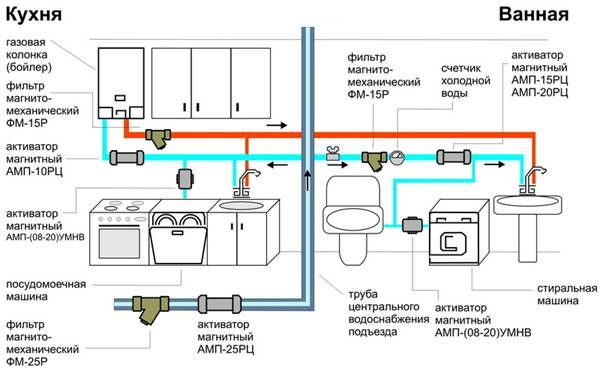 Кухня
Ванная
газовая
колонка
(бойлер)
фильтр
магнито-
механический
ФМ-15Р
активатор
магнитный
АМП-10РЦ
активатор
магнитный
АМП-(08-20)УМНВ
посудомоечная
машина
фильтр
магнито-
механический
ФМ-25Р
активатор
магнитный
АМП-25РЦ
фильтр
магнито-
механический
ФМ-15Р
счетчик
холодной
воды
активатор
магнитный
АМП-15РЦ
АМП-20РЦ
труба
центрального
водоснабжения
подъезда
активатор
магнитный
АМП-(08-20)УМНВ
стиральная
машина